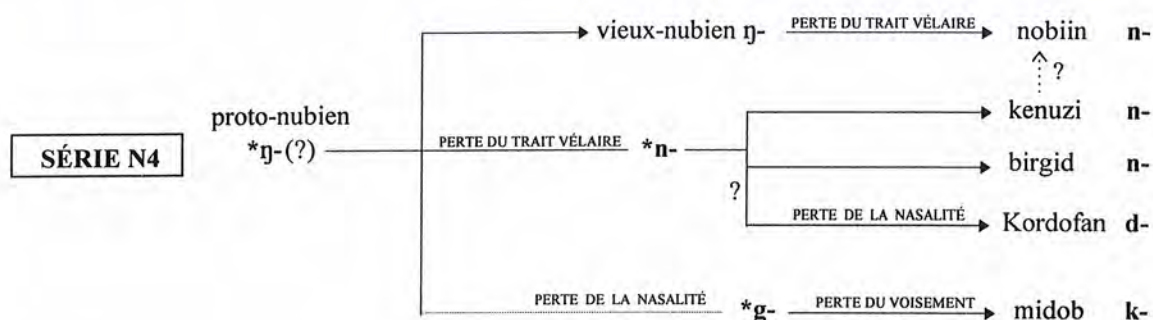 vieux-nubien ŋ- PERTE DU TRAIT VÉLAIRE nobiin n-
?
proto-nubien
kenuzi n-
SÉRIE N4 *ŋ-(?) PERTE DU TRAIT VÉLAIRE *n- birgid n-
?
PERTE DE LA NASALITÉ Kordofan d-
PERTE DE LA NASALITÉ *g- PERTE DU VOISEMENT midob k-